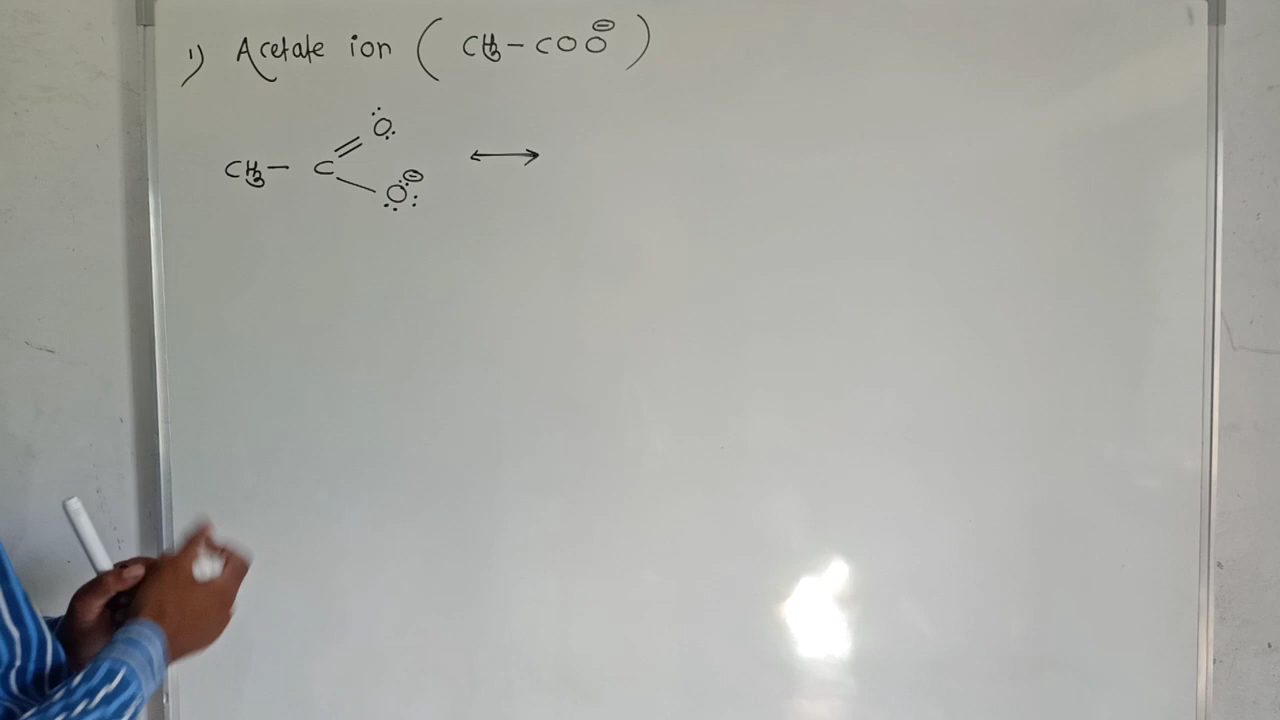 1) Acetate ion ( CH3 - COO⊖ )
O
CH3 - C ⟷
O⊖